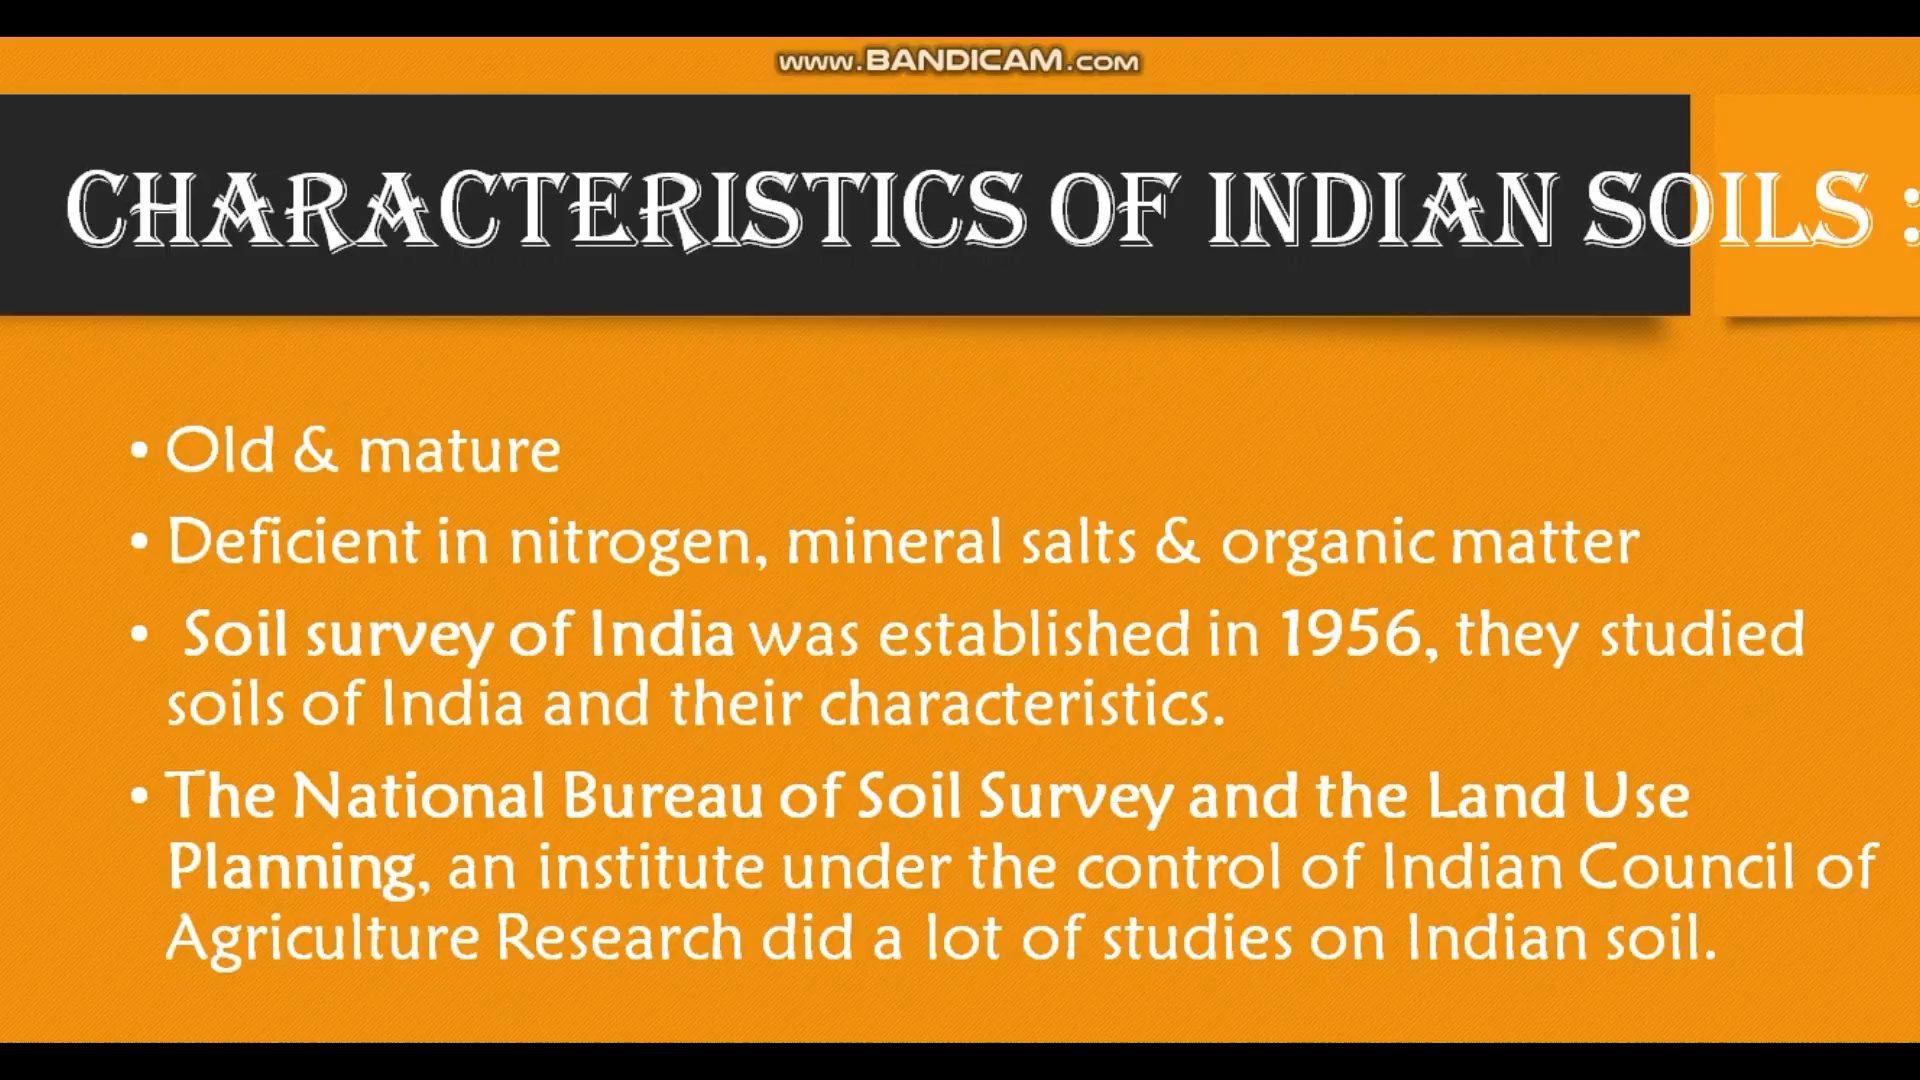 www.BANDICAM.com
CHARACTERISTICS OF INDIAN SOILS :
• Old & mature
• Deficient in nitrogen, mineral salts & organic matter
• Soil survey of India was established in 1956, they studied
soils of India and their characteristics.
• The National Bureau of Soil Survey and the Land Use
Planning, an institute under the control of Indian Council of
Agriculture Research did a lot of studies on Indian soil.